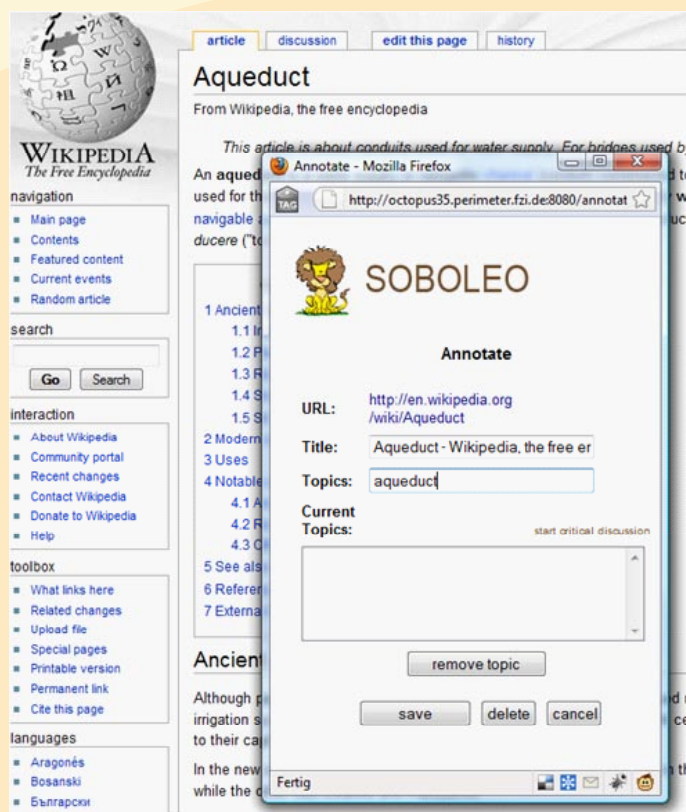 WIKIPEDIA
The Free Encyclopedia
navigation
Main page
Contents
Featured content
Current events
Random article
search
Go Search
interaction
About Wikipedia
Community portal
Recent changes
Contact Wikipedia
Donate to Wikipedia
Help
toolbox
What links here
Related changes
Upload file
Special pages
Printable version
Permanent link
Cite this page
languages
Aragonés
Bosanski
Български
article discussion edit this page history
Aqueduct
From Wikipedia, the free encyclopedia
This article is about conduits used for water supply. For bridges used by
An aqued
used for th
navigable
ducere ("to
1 Ancient
1.1
1.2
1.3
1.4
1.5
2 Modern
3 Uses
4 Notable
4.1
4.2
4.3
5 See als
6 Referen
7 Externa
Ancient
Although
irrigation s
to their
In the new
while the
Annotate - Mozilla Firefox
TAG http://octopus35.perimeter.fzi.de:8080/annotat
SOBOLEO
Annotate
URL: http://en.wikipedia.org
/wiki/Aqueduct
Title: Aqueduct - Wikipedia, the free er
Topics: aqueduct
Current
Topics: start critical discussion
remove topic
save delete cancel
Fertig